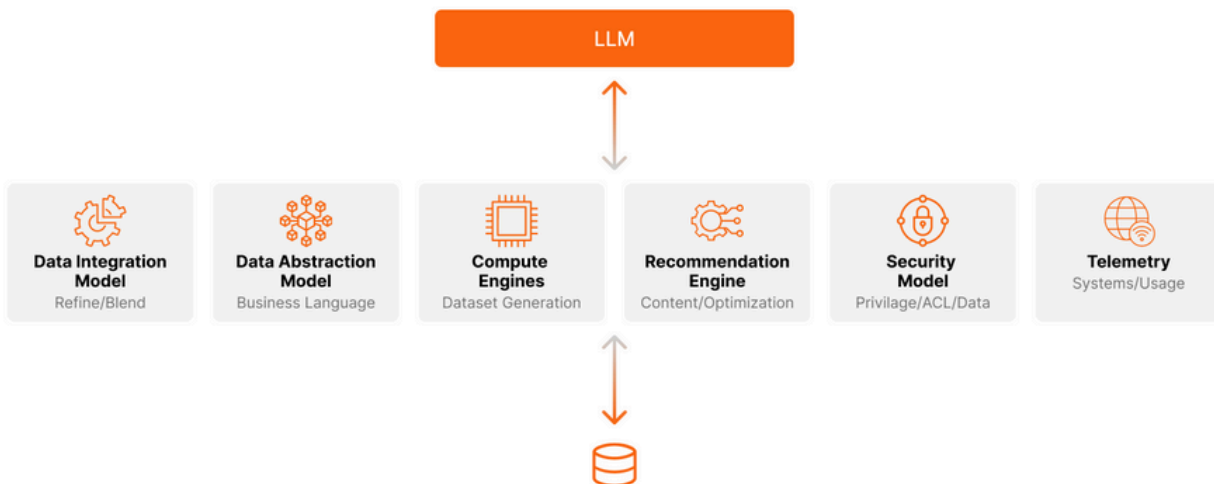 LLM
Data Integration
Model
Refine/Blend
Data Abstraction
Model
Business Language
Compute
Engines
Dataset Generation
Recommendation
Engine
Content/Optimization
Security
Model
Privilage/ACL/Data
Telemetry
Systems/Usage